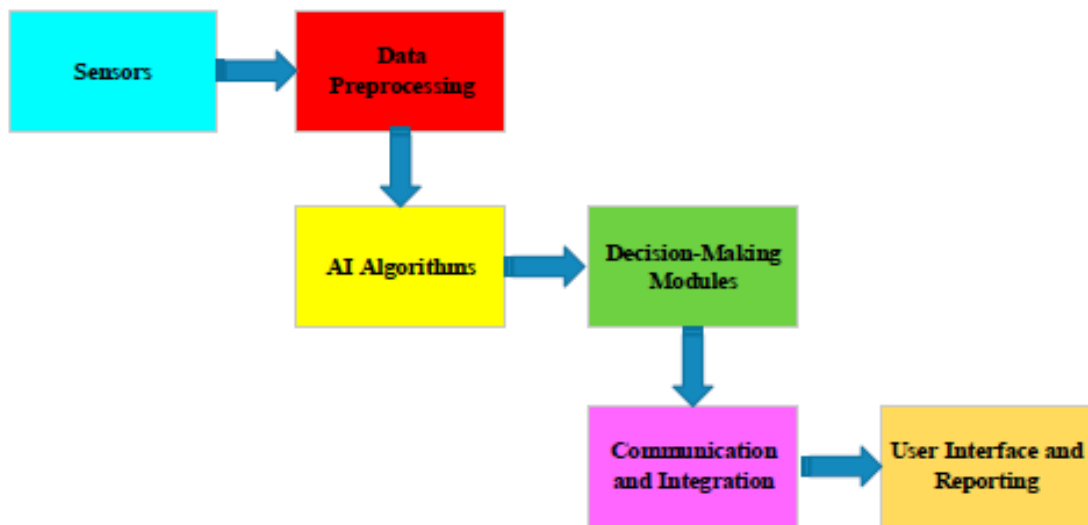 Sensors
Data
Preprocessing
AI Algorithms
Decision-Making
Modules
Communication
and Integration
User Interface and
Reporting